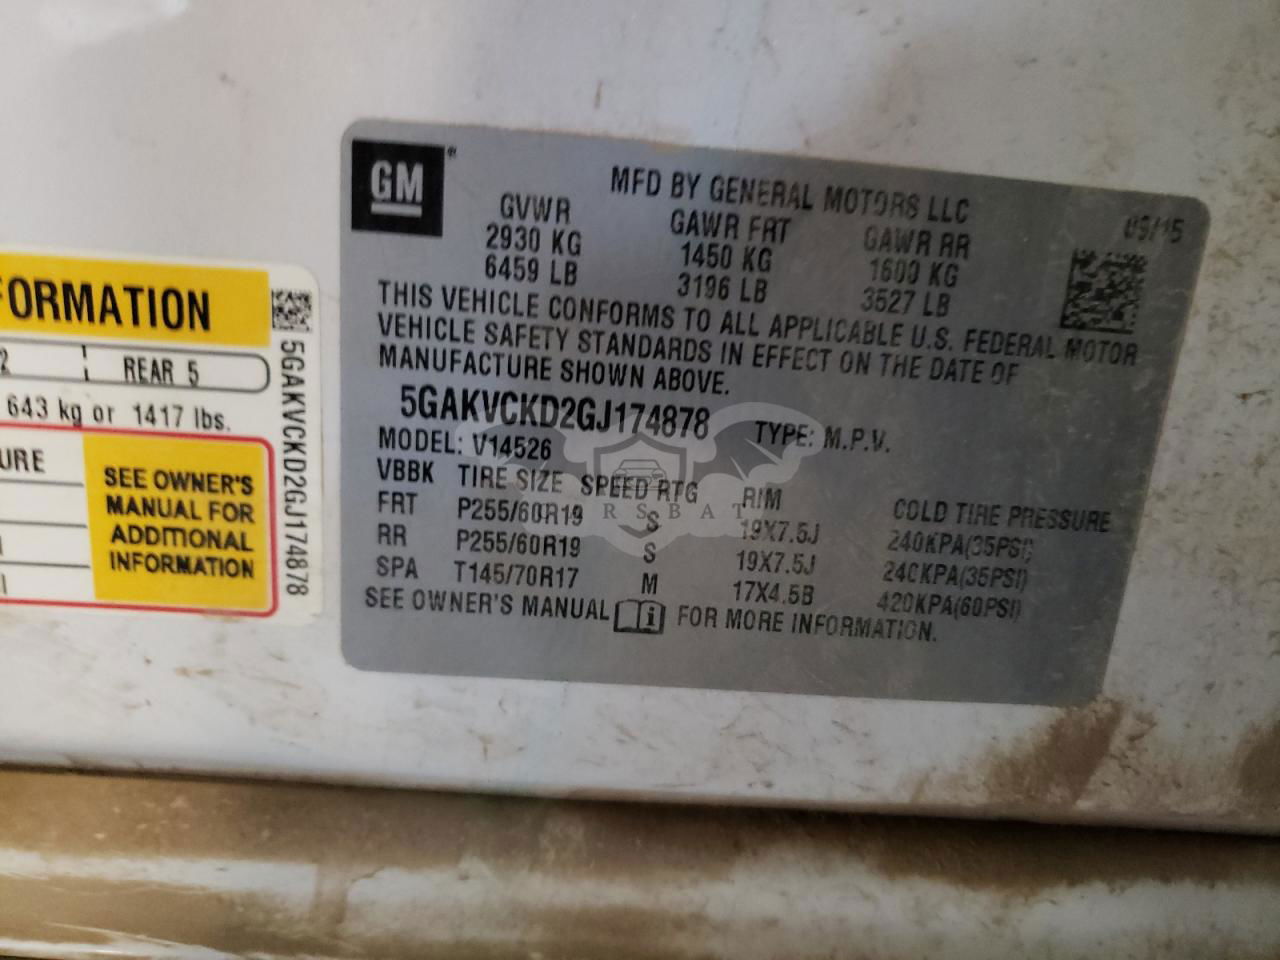 FORMATION
2 REAR 5
643 kg or 1417 lbs.
URE
SEE OWNER'S
MANUAL FOR
ADDITIONAL
INFORMATION
5GAKVCKD2GJ174878
GM
MFD BY GENERAL MOTORS LLC
GVWR GAWR FRT GAWR RR
2930 KG 1450 KG 1600 KG
6459 LB 3196 LB 3527 LB
THIS VEHICLE CONFORMS TO ALL APPLICABLE U.S. FEDERAL MOTOR
VEHICLE SAFETY STANDARDS IN EFFECT ON THE DATE OF
MANUFACTURE SHOWN ABOVE.
5GAKVCKD2GJ174878 TYPE: M.P.V.
MODEL: V14526
VBBK TIRE SIZE SPEED RTG RIM COLD TIRE PRESSURE
FRT P255/60R19 S 19X7.5J 240KPA(35PSI)
RR P255/60R19 S 19X7.5J 240KPA(35PSI)
SPA T145/70R17 M 17X4.5B 420KPA(60PSI)
SEE OWNER'S MANUAL i FOR MORE INFORMATION.